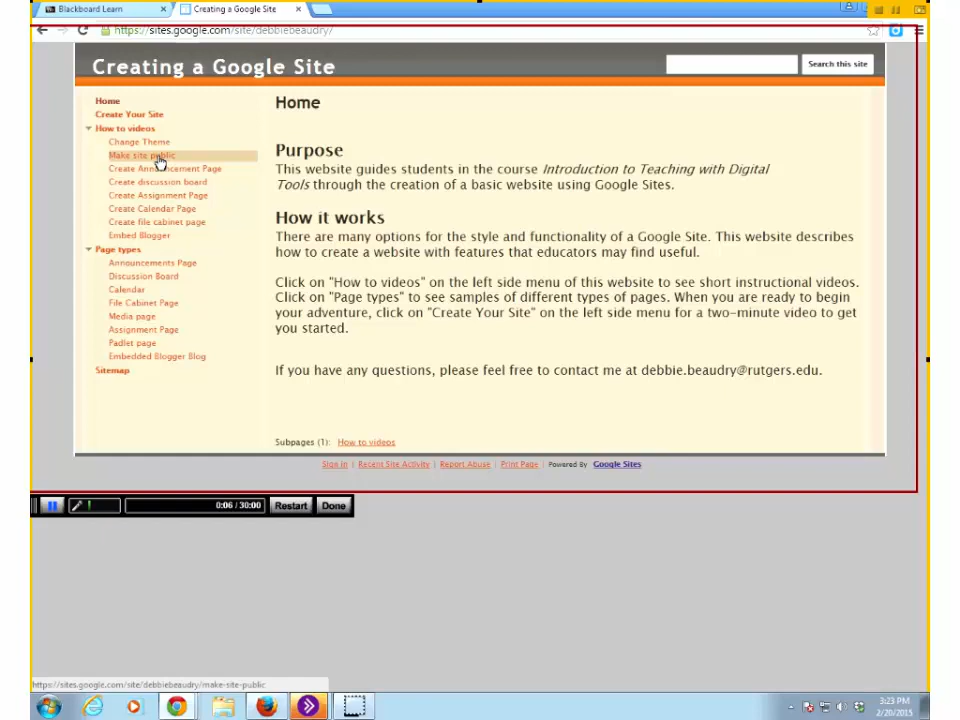 Blackboard Learn
Creating a Google Site
https://sites.google.com/site/debbiebeaudry/
Creating a Google Site
Search this site
Home
Create Your Site
How to videos
Change Theme
Make site public
Create Announcement Page
Create discussion board
Create Assignment Page
Create Calendar Page
Create file cabinet page
Embed Blogger
Page types
Announcements Page
Discussion Board
Calendar
File Cabinet Page
Media page
Assignment Page
Padlet page
Embedded Blogger Blog
Sitemap
Home
Purpose
This website guides students in the course Introduction to Teaching with Digital
Tools through the creation of a basic website using Google Sites.
How it works
There are many options for the style and functionality of a Google Site. This website describes
how to create a website with features that educators may find useful.
Click on "How to videos" on the left side menu of this website to see short instructional videos.
Click on "Page types" to see samples of different types of pages. When you are ready to begin
your adventure, click on "Create Your Site" on the left side menu for a two-minute video to get
you started.
If you have any questions, please feel free to contact me at debbie.beaudry@rutgers.edu.
Subpages (1): How to videos
Sign in | Recent Site Activity | Report Abuse | Print Page | Powered By Google Sites
0:06 / 30:00 Restart Done
https://sites.google.com/site/debbiebeaudry/make-site-public
3:23 PM
2/20/2015